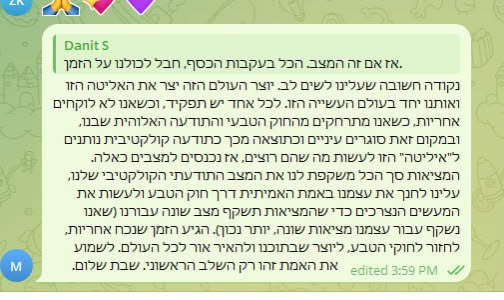 ZK
Danit S
אז אם זה המצב. הכל בעקבות הכסף, חבל לכולנו על הזמן.
נקודה חשובה שעלינו לשים לב. יוצר העולם הזה יצר את האליטה הזו
ואותנו יחד בעולם העשייה הזו. לכל אחד יש תפקיד, וכשאנו לא לוקחים
אחריות, כשאנו מתרחקים מהחוק הטבעי והתודעה האלוהית שבנו,
ובמקום זאת סוגרים עיניים וכתוצאה מכך כתודעה קולקטיבית נותנים
ל"איליטה" הזו לעשות מה שהם רוצים, אז נכנסים למצבים כאלה.
המציאות סך הכל משקפת לנו את המצב התודעתי הקולקטיבי שלנו,
עלינו לחנך את עצמנו באמת האמיתית דרך חוק הטבע ולעשות את
המעשים הנצרכים כדי שהמציאות תשקף מצב שונה עבורנו (שאנו
נשקף עבור עצמנו מציאות שונה, יותר נכון). הגיע הזמן שנכח אחריות,
לחזור לחוקי הטבע, ליוצר שבתוכנו ולהאיר אור לכל העולם. לשמוע
את האמת זהו רק השלב הראשוני. שבת שלום.
edited 3:59 PM
M